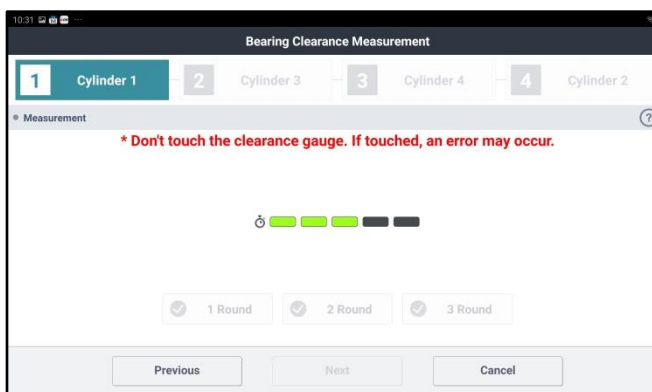 10:31 ···
Bearing Clearance Measurement
1 Cylinder 1 2 Cylinder 3 3 Cylinder 4 4 Cylinder 2
Measurement ?
* Don't touch the clearance gauge. If touched, an error may occur.
1 Round 2 Round 3 Round
Previous Next Cancel